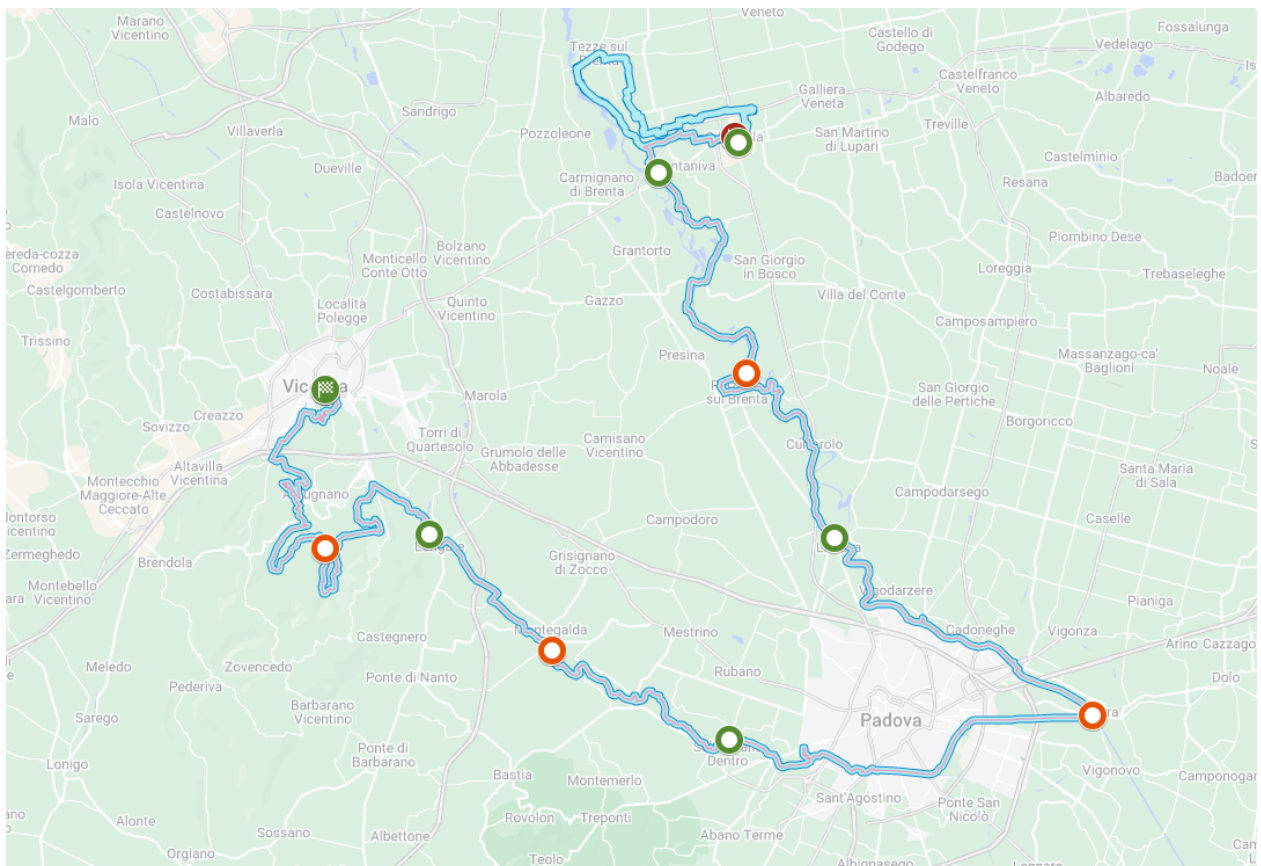 Marano
Vicentino
Veneto
Fossalunga
Tezze sul
Castello di
Godego
Vedelago
Castelfranco
Veneto
Galliera
Veneta
Albaredo
Sandrigo
Malo
Villaverla
Pozzoleone
San Martino
di Lupari
Treville
Castelminio
Dueville
Isola Vicentina
Carmignano
di Brenta
ntaniva
Resana
Badoer
Castelnovo
Bolzano
Vicentino
Grantorto
Piombino Dese
ereda-cozza
Cornedo
Monticello
Conte Otto
San Giorgio
in Bosco
Loreggia
Trebaseleghe
Castelgomberto
Costabissara
Località
Polegge
Quinto
Vicentino
Gazzo
Villa del Conte
Camposampiero
Trissino
Presina
Massanzago-ca'
Baglioni
Noale
sul Brenta
San Giorgio
delle Pertiche
Marola
Creazzo
Sovizzo
Torri di
Quartesolo
Camisano
Vicentino
Borgoricco
Grumolo delle
Abbadesse
Altavilla
Vicentina
Santa Maria
di Sala
Montecchio
Maggiore-Alte
Ceccato
Campodarsego
Campodoro
Caselle
Grisignano
di Zocco
Zermeghedo
Brendola
Montebello
Vicentino
godarzere
Pianiga
Castegnero
Mestrino
Cadoneghe
Vigonza
Arino
Cazzago
Meledo
Zovencedo
Ponte di Nanto
Rubano
Dolo
Pederiva
Barbarano
Vicentino
Sarego
Padova
Ponte di
Barbarano
Dentro
Lonigo
Bastia
Montemerlo
Vigonovo
Camponogar
Sant'Agostino
Ponte San
Nicolò
Alonte
Sossano
Albettone
Rovolon
Treponti
Abano Terme
Orgiano
Teolo
Albignasego